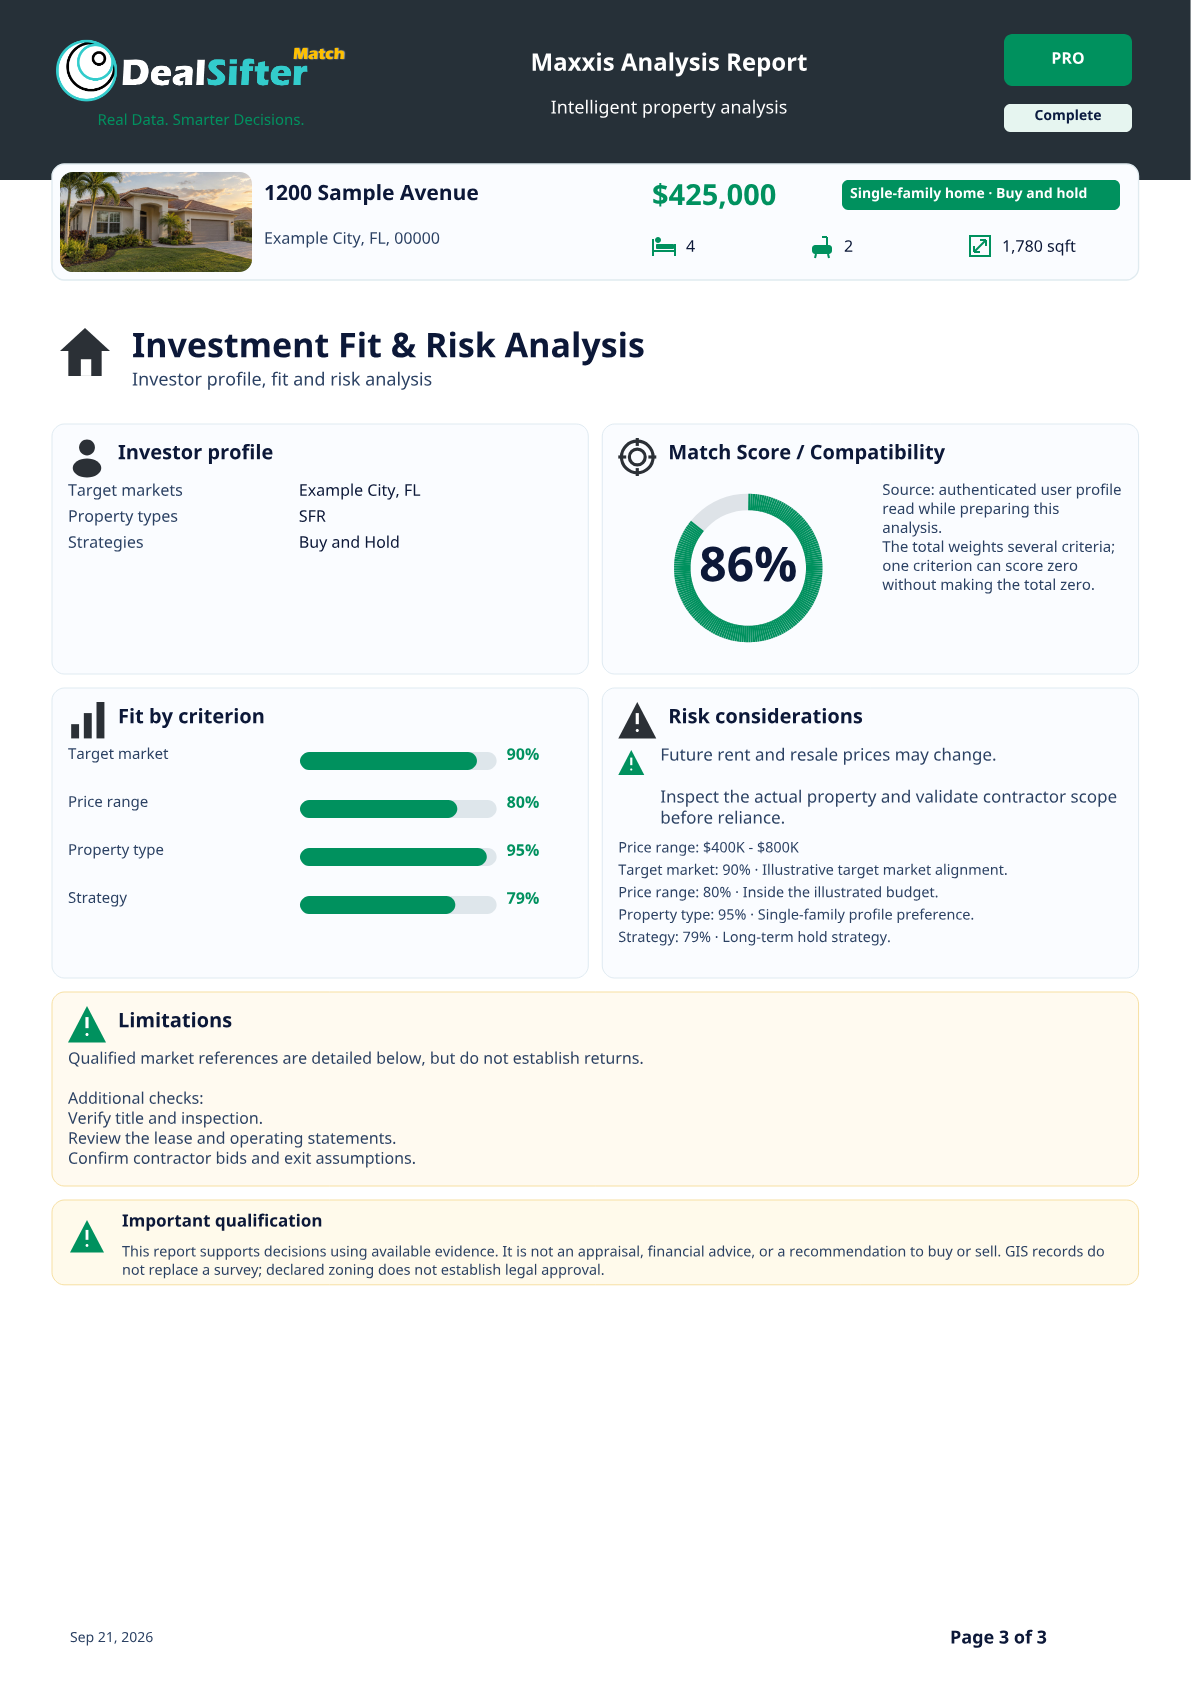 DealSifter Match
Real Data. Smarter Decisions.
Maxxis Analysis Report
Intelligent property analysis
PRO
Complete
1200 Sample Avenue
Example City, FL, 00000
$425,000
Single-family home · Buy and hold
4
2
1,780 sqft
Investment Fit & Risk Analysis
Investor profile, fit and risk analysis
Investor profile
Target markets Example City, FL
Property types SFR
Strategies Buy and Hold
Match Score / Compatibility
86%
Source: authenticated user profile
read while preparing this
analysis.
The total weights several criteria;
one criterion can score zero
without making the total zero.
Fit by criterion
Target market 90%
Price range 80%
Property type 95%
Strategy 79%
Risk considerations
Future rent and resale prices may change.
Inspect the actual property and validate contractor scope
before reliance.
Price range: $400K - $800K
Target market: 90% · Illustrative target market alignment.
Price range: 80% · Inside the illustrated budget.
Property type: 95% · Single-family profile preference.
Strategy: 79% · Long-term hold strategy.
Limitations
Qualified market references are detailed below, but do not establish returns.
Additional checks:
Verify title and inspection.
Review the lease and operating statements.
Confirm contractor bids and exit assumptions.
Important qualification
This report supports decisions using available evidence. It is not an appraisal, financial advice, or a recommendation to buy or sell. GIS records do
not replace a survey; declared zoning does not establish legal approval.
Sep 21, 2026
Page 3 of 3